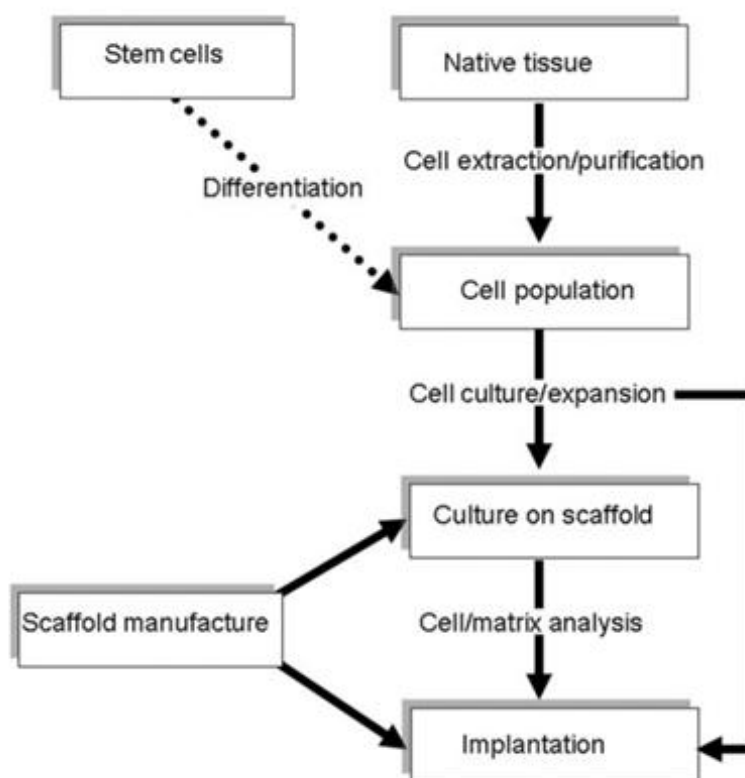 Stem cells
Native tissue
Cell extraction/purification
Differentiation
Cell population
Cell culture/expansion
Culture on scaffold
Scaffold manufacture
Cell/matrix analysis
Implantation